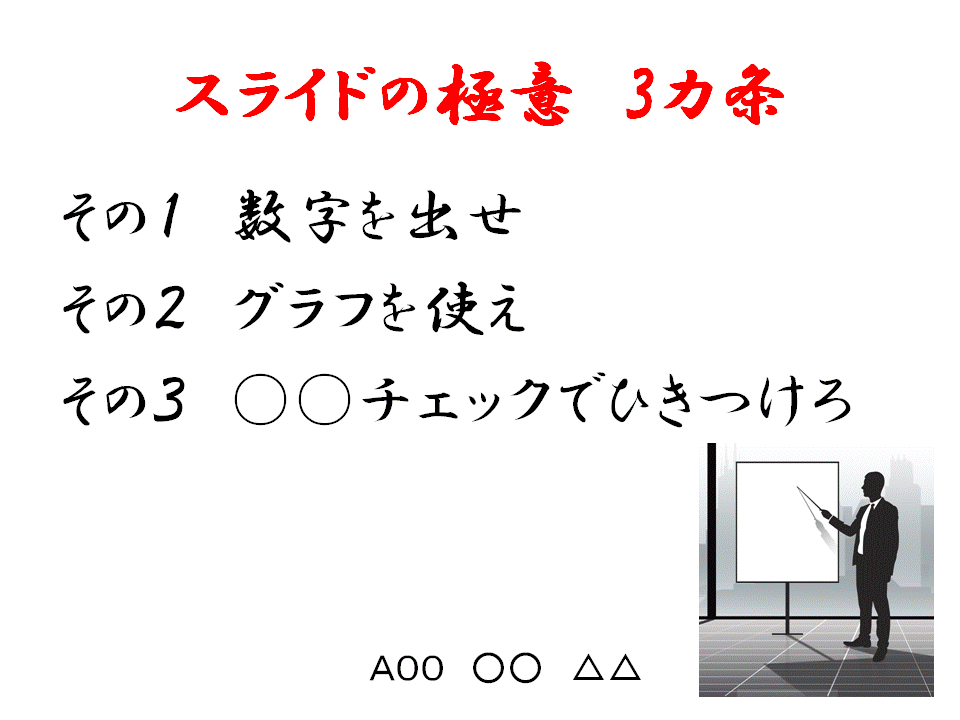 スライドの極意　3カ条
その1　数字を出せ
その2　グラフを使え
その3　○○チェックでひきつけろ
A00　○○　△△